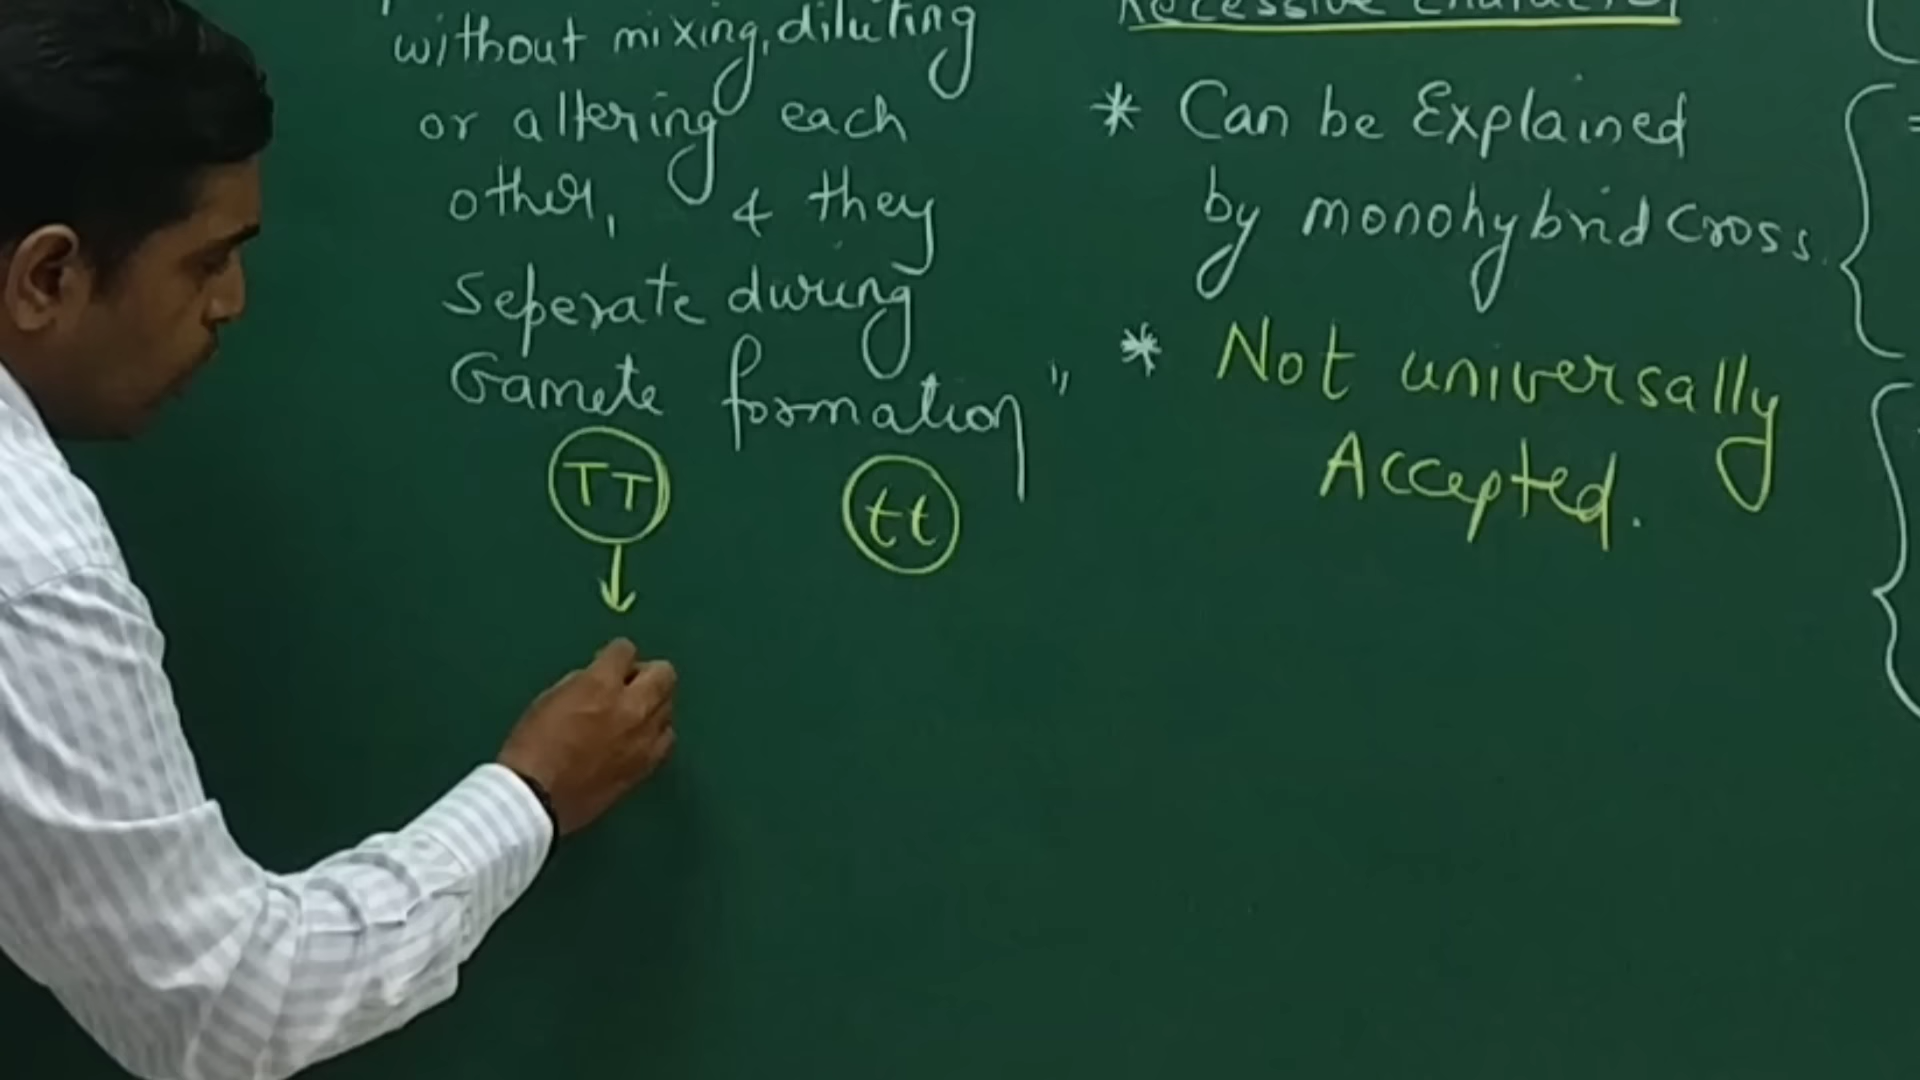 without mixing, diluting
or altering each
other, & they
Seperate during
Gamete formation"
TT
tt
Recessive Character
* Can be Explained
by monohybrid Cross.
* Not universally
Accepted.